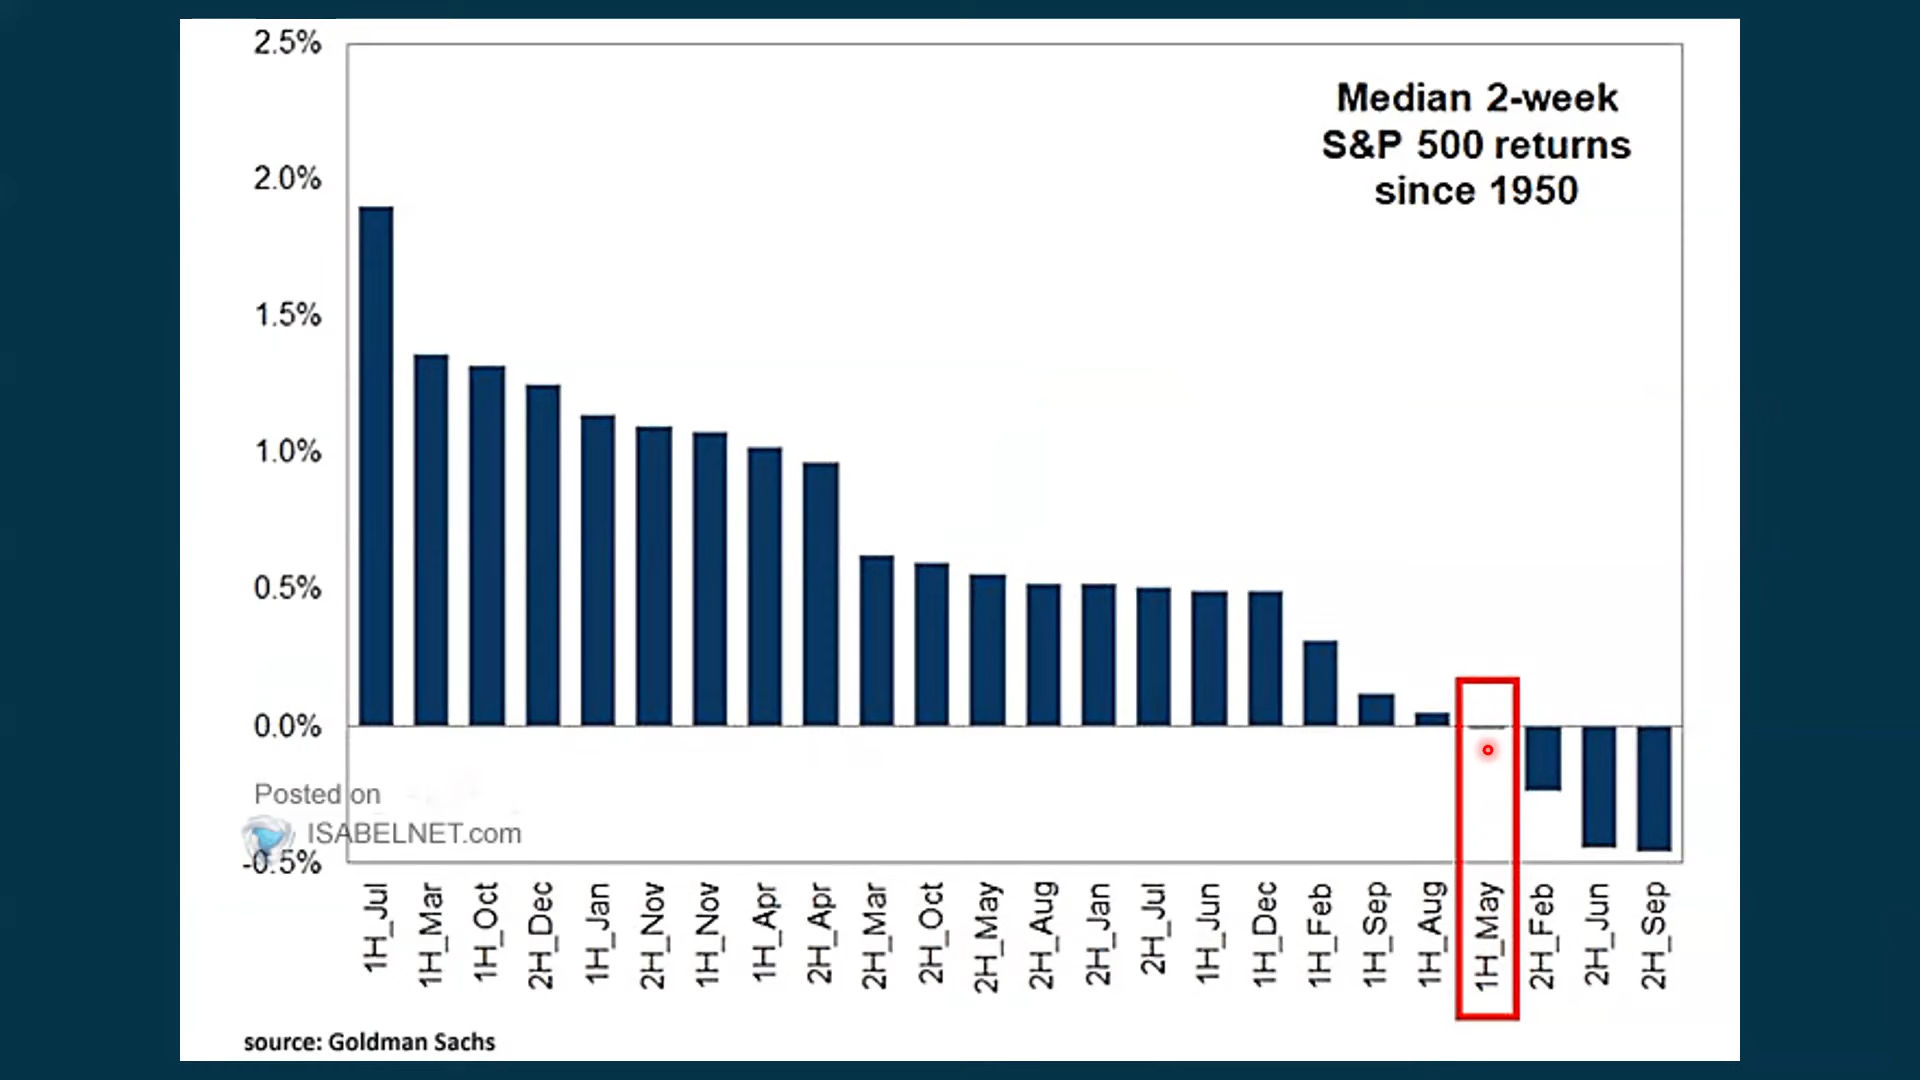 2.5%
Median 2-week
S&P 500 returns
since 1950
2.0%
1.5%
1.0%
0.5%
0.0%
Posted on
ISABELNET.com
-0.5%
1H_Jul
1H_Mar
1H_Oct
2H_Dec
1H_Jan
2H_Nov
1H_Nov
1H_Apr
2H_Apr
2H_Mar
2H_Oct
2H_May
2H_Aug
2H_Jan
2H_Jul
1H_Jun
1H_Dec
1H_Feb
1H_Sep
1H_Aug
1H_May
2H_Feb
2H_Jun
2H_Sep
source: Goldman Sachs